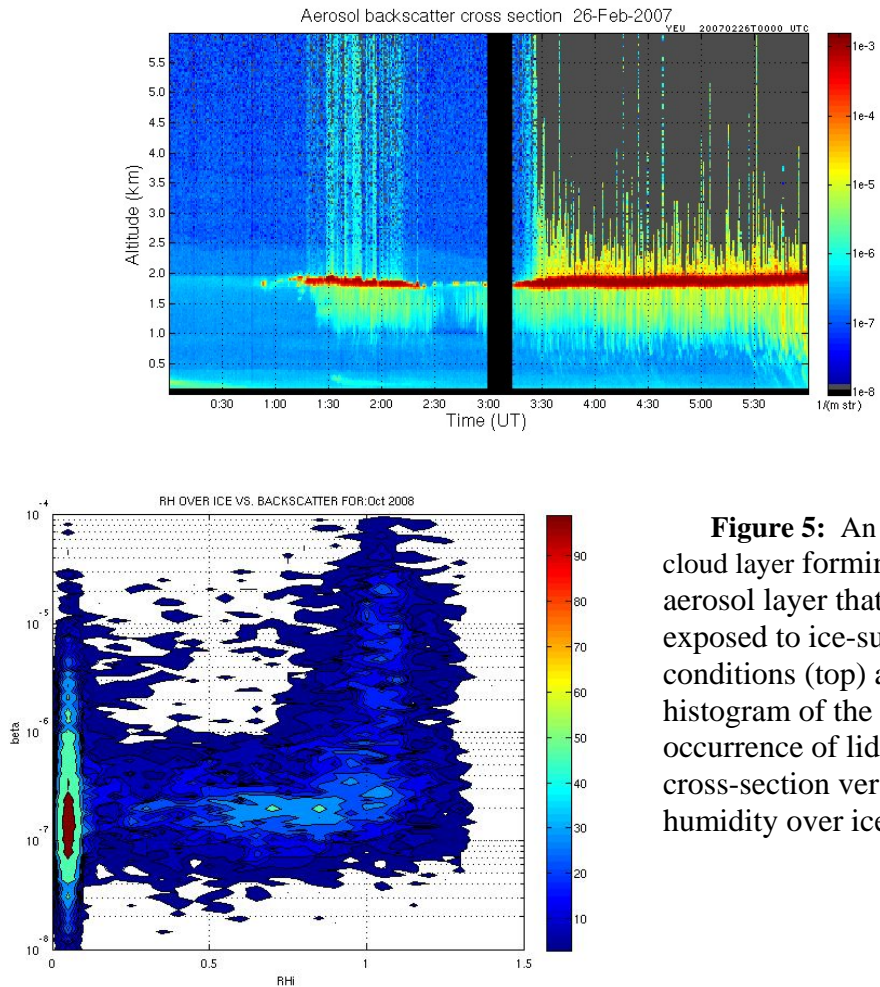 Aerosol backscatter cross section 26-Feb-2007
YEU 20070226T0000 UTC
Altitude (km)
5.5
5.0
4.5
4.0
3.5
3.0
2.5
2.0
1.5
1.0
0.5
0:30 1:00 1:30 2:00 2:30 3:00 3:30 4:00 4:30 5:00 5:30
Time (UT)
1e-3
1e-4
1e-5
1e-6
1e-7
1e-8
1/(m str)
RH OVER ICE VS. BACKSCATTER FOR:Oct 2008
beta
10 -4
10 -5
10 -6
10 -7
10 -8
0 0.5 1 1.5
RHi
90
80
70
60
50
40
30
20
10
Figure 5: An
cloud layer forming
aerosol layer that
exposed to ice-su
conditions (top) a
histogram of the
occurrence of lid
cross-section ver
humidity over ice